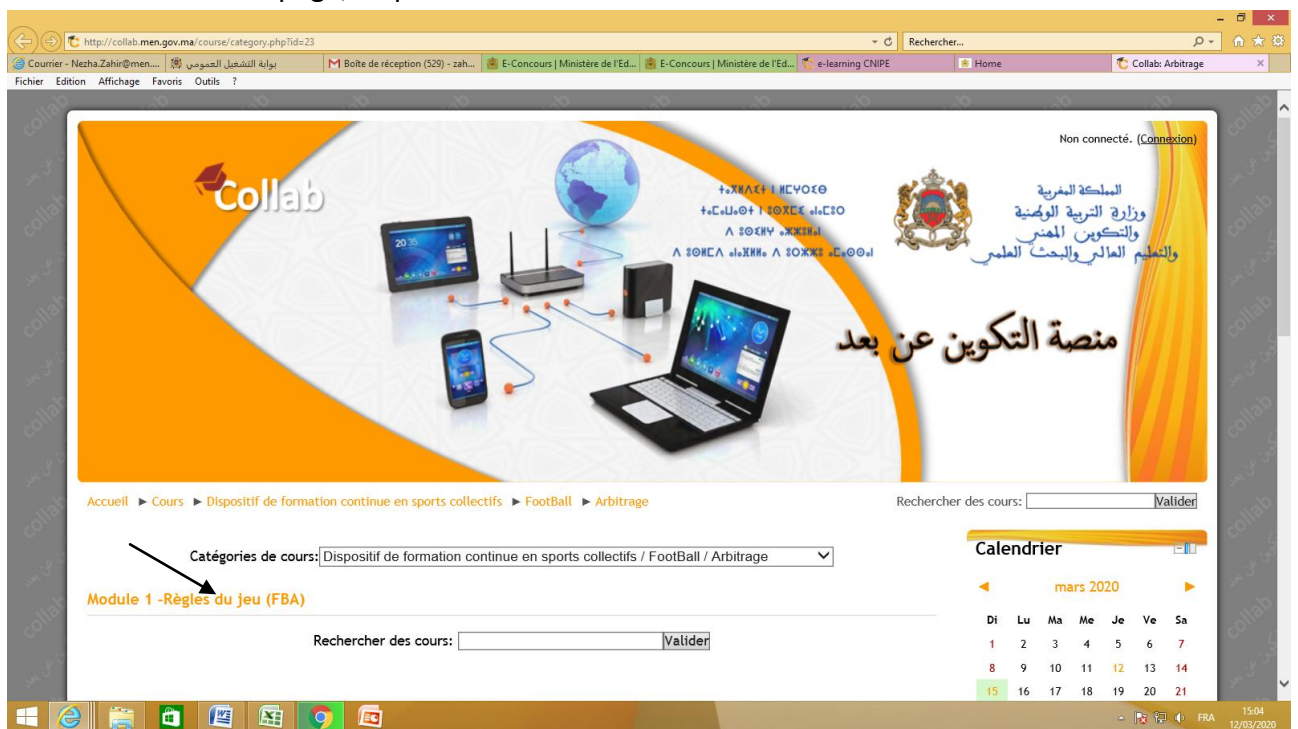 http://collab.men.gov.ma/course/category.php?id=23
Rechercher...
Courrier - Nezha.Zahir@men....
بوابة التشغيل العمومي
Boîte de réception (529) - zah...
E-Concours | Ministère de l'Ed...
E-Concours | Ministère de l'Ed...
e-learning CNIPE
Home
Collab: Arbitrage
Fichier Edition Affichage Favoris Outils ?
Non connecté. (Connexion)
Collab
المملكة المغربية
وزارة التربية الوطنية
والتكوين المهني
والتعليم العالي والبحث العلمي
20:35
منصة التكوين عن بعد
Accueil ► Cours ► Dispositif de formation continue en sports collectifs ► FootBall ► Arbitrage
Rechercher des cours: Valider
Catégories de cours: Dispositif de formation continue en sports collectifs / FootBall / Arbitrage
Module 1 -Règles du jeu (FBA)
Rechercher des cours: Valider
Calendrier
◄ mars 2020 ►
Di Lu Ma Me Je Ve Sa
1 2 3 4 5 6 7
8 9 10 11 12 13 14
15 16 17 18 19 20 21
FRA
15:04
12/03/2020